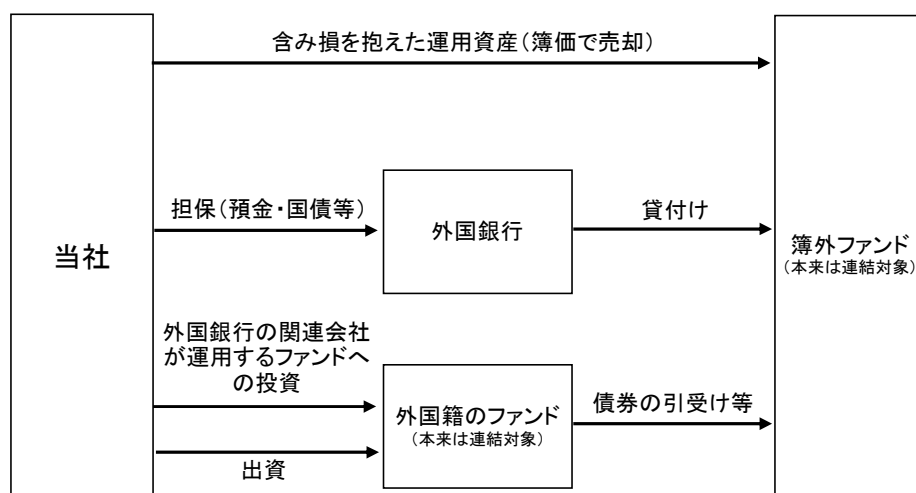 含み損を抱えた運用資産（簿価で売却）
担保（預金・国債等）
外国銀行
貸付け
当社
簿外ファンド
（本来は連結対象）
外国銀行の関連会社
が運用するファンドへ
の投資
外国籍のファンド
（本来は連結対象）
債券の引受け等
出資